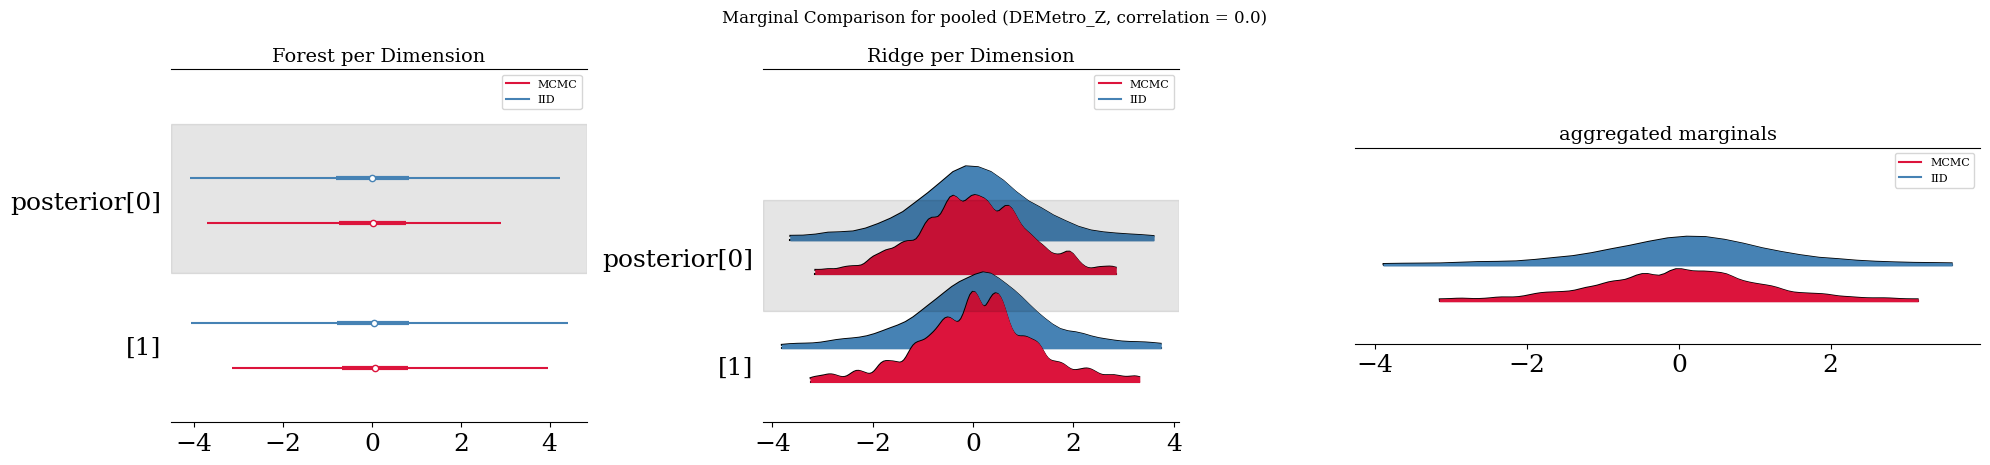 Marginal Comparison for pooled (DEMetro_Z, correlation = 0.0)
Forest per Dimension
MCMC
IID
posterior[0]
[1]
−4 −2 0 2 4
Ridge per Dimension
MCMC
IID
posterior[0]
[1]
−4 −2 0 2 4
aggregated marginals
MCMC
IID
−4 −2 0 2